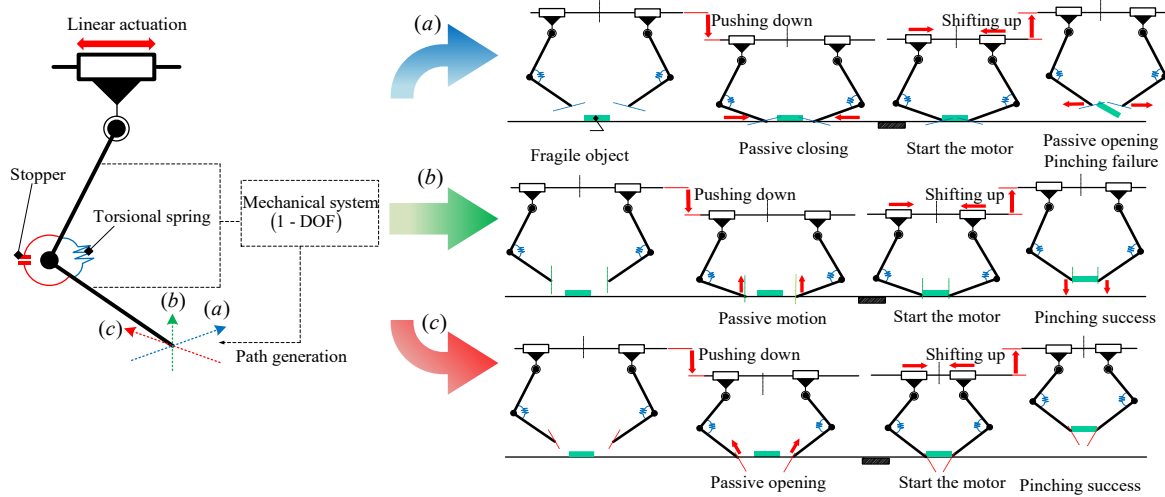 Linear actuation
Stopper
Torsional spring
Mechanical system
(1 - DOF)
(b)
(a)
(c)
Path generation
(a)
Pushing down
Shifting up
Fragile object
Passive closing
Start the motor
Passive opening
Pinching failure
(b)
Pushing down
Shifting up
Passive motion
Start the motor
Pinching success
(c)
Pushing down
Shifting up
Passive opening
Start the motor
Pinching success